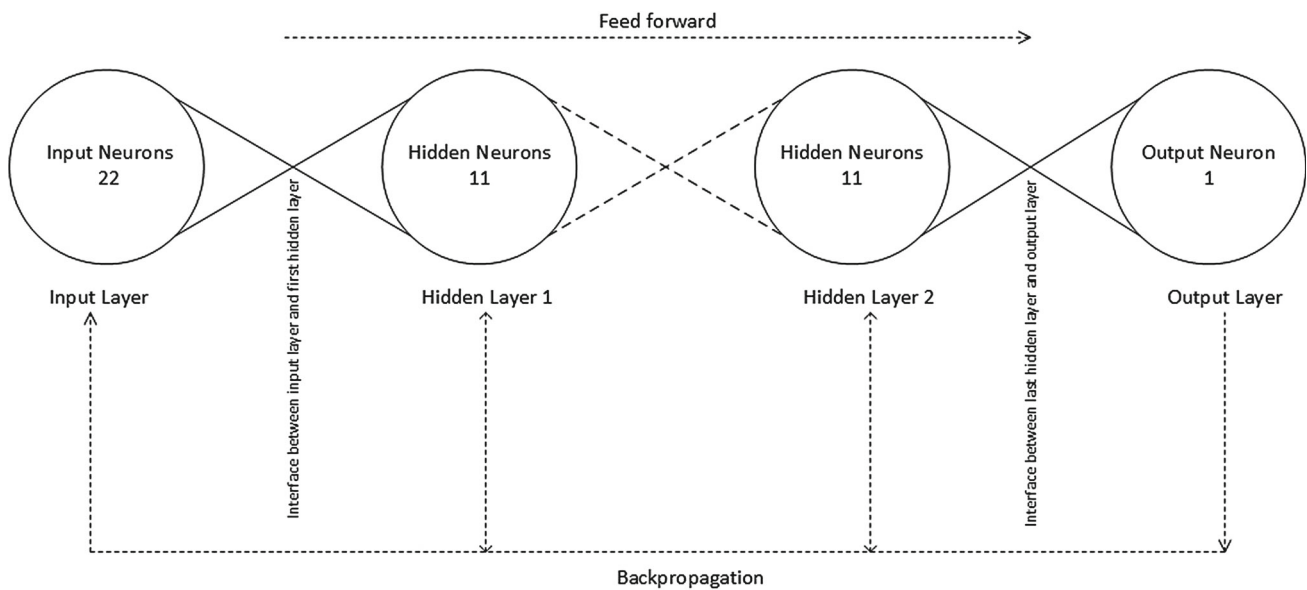 Feed forward
Input Neurons
22
Hidden Neurons
11
Hidden Neurons
11
Output Neuron
1
Interface between input layer and first hidden layer
Interface between last hidden layer and output layer
Input Layer
Hidden Layer 1
Hidden Layer 2
Output Layer
Backpropagation